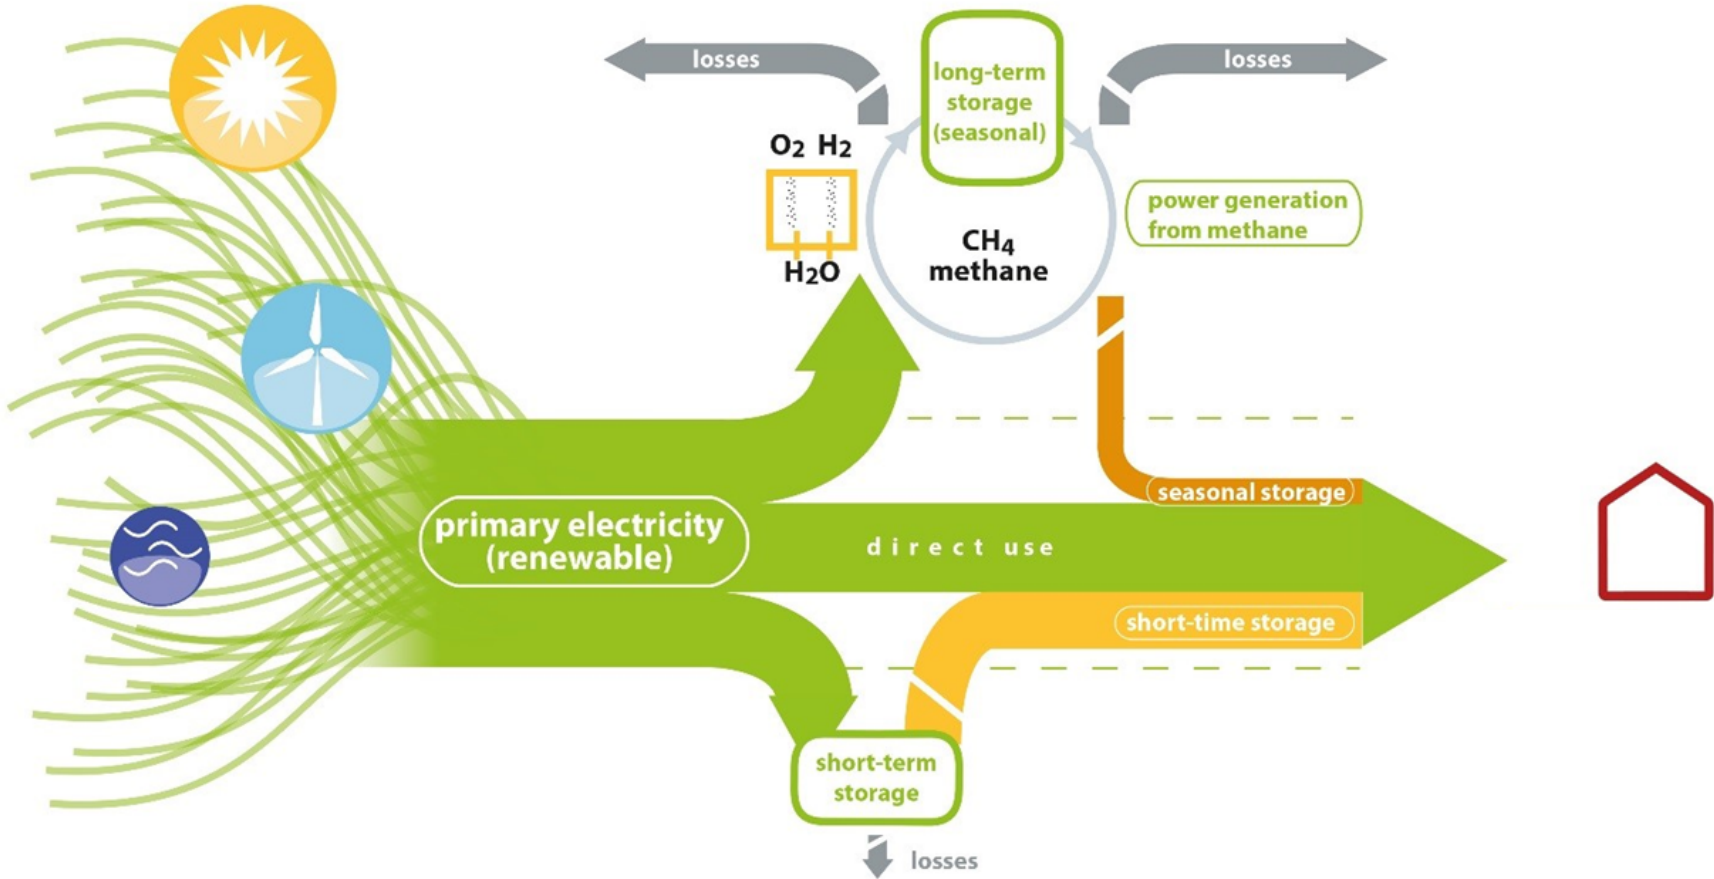 losses
long-term
storage
(seasonal)
losses
O2 H2
H2O
CH4
methane
power generation
from methane
seasonal storage
primary electricity
(renewable)
direct use
short-time storage
short-term
storage
losses